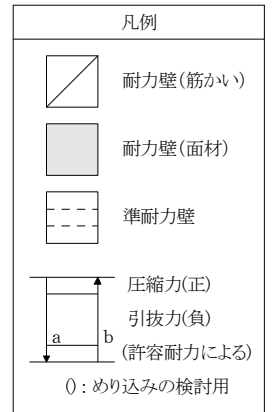 凡例
耐力壁(筋かい)
耐力壁(面材)
準耐力壁
圧縮力(正)
a b 引抜力(負)
(許容耐力による)
() : めり込みの検討用